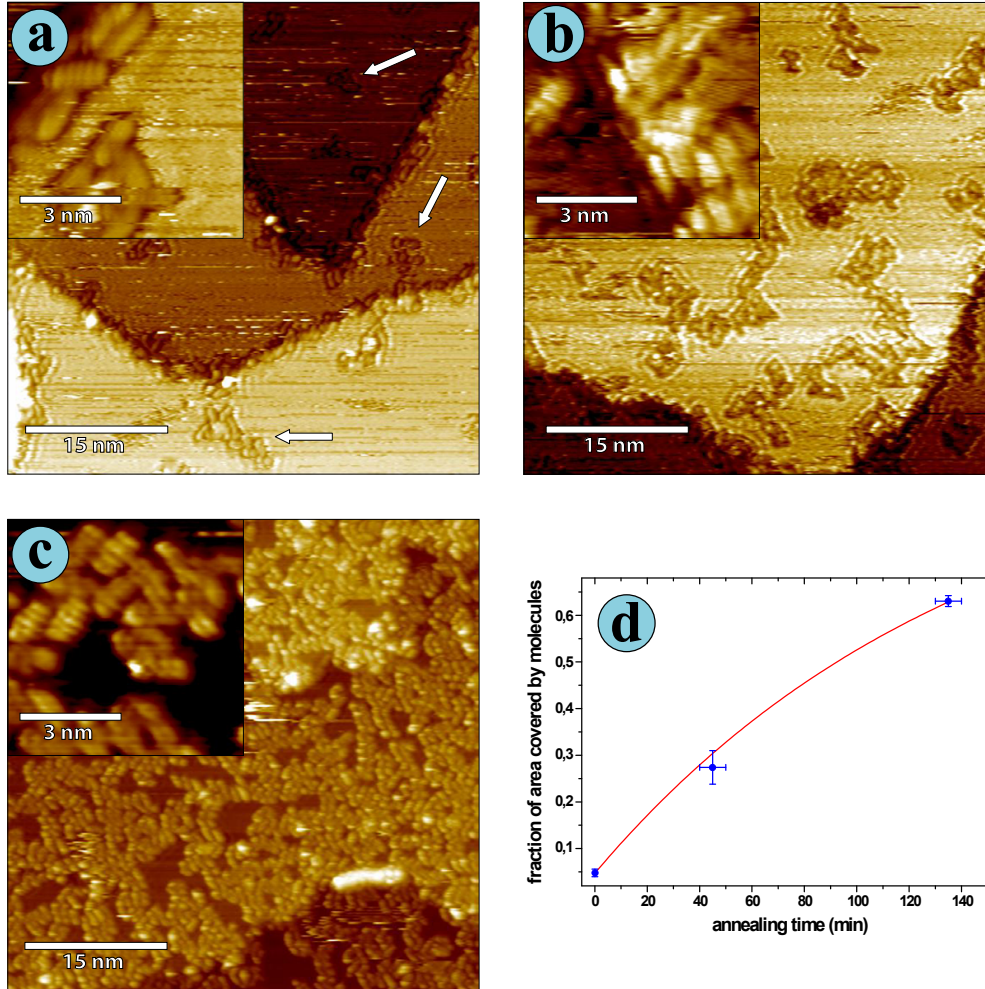 a
3 nm
15 nm
b
3 nm
15 nm
c
3 nm
15 nm
d
fraction of area covered by molecules
0,6
0,5
0,4
0,3
0,2
0,1
0 20 40 60 80 100 120 140
annealing time (min)